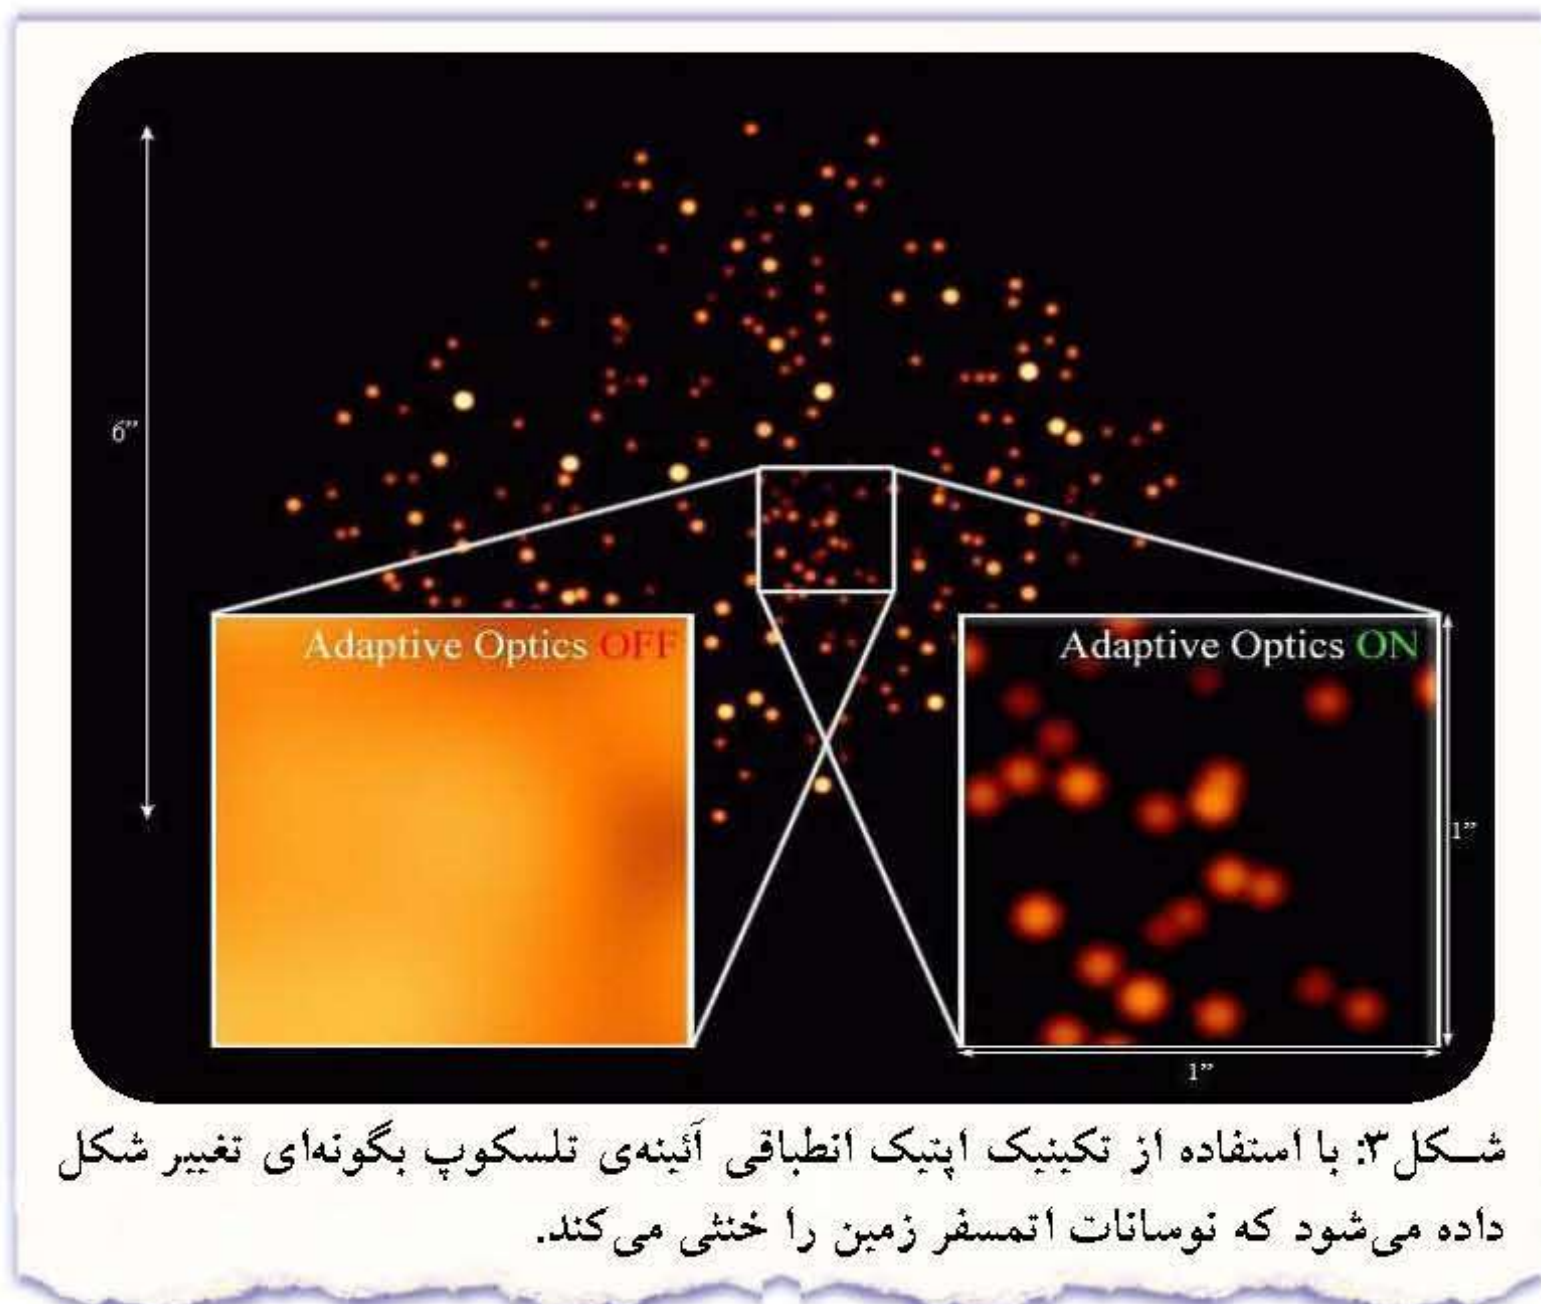 6”
Adaptive Optics OFF
Adaptive Optics ON
1”
1”
شکل۳: با استفاده از تکنیک اپتیک انطباقی آئینه‌ی تلسکوپ بگونه‌ای تغییر شکل
داده می‌شود که نوسانات اتمسفر زمین را خنثی می‌کند.